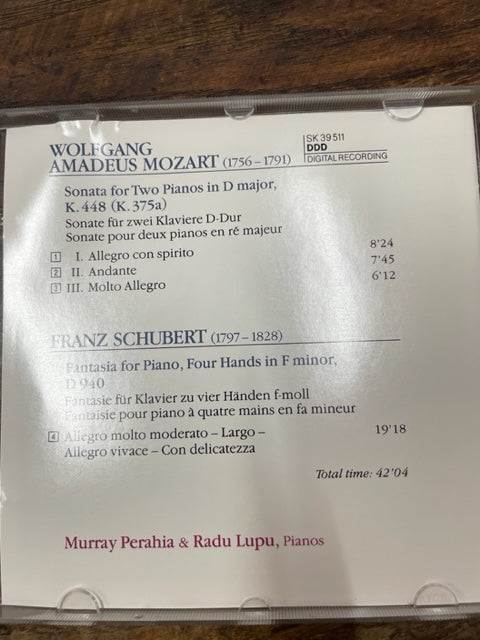 WOLFGANG
AMADEUS MOZART (1756–1791)
SK 39 511
DDD
DIGITAL RECORDING
Sonata for Two Pianos in D major,
K. 448 (K. 375a)
Sonate für zwei Klaviere D-Dur
Sonate pour deux pianos en ré majeur
1 I. Allegro con spirito 8'24
2 II. Andante 7'45
3 III. Molto Allegro 6'12
FRANZ SCHUBERT (1797–1828)
Fantasia for Piano, Four Hands in F minor,
D 940
Fantasie für Klavier zu vier Händen f-moll
Fantaisie pour piano à quatre mains en fa mineur
4 Allegro molto moderato – Largo – 19'18
Allegro vivace – Con delicatezza
Total time: 42'04
Murray Perahia & Radu Lupu, Pianos